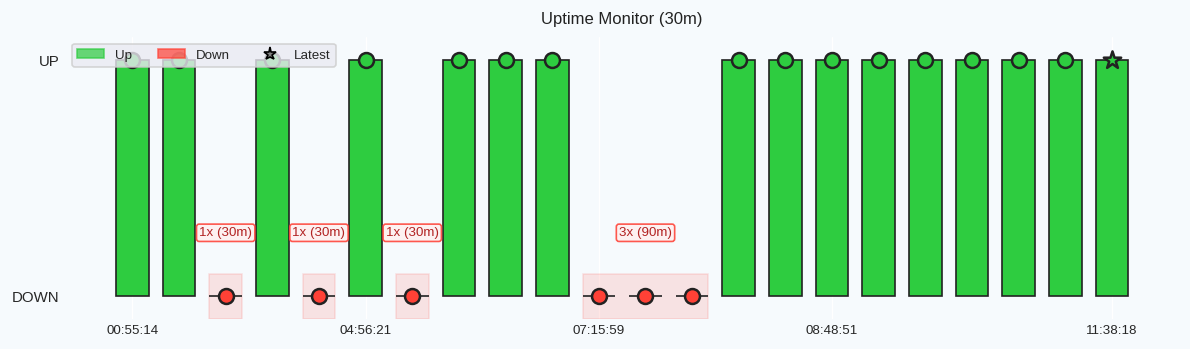 Uptime Monitor (30m)
Up Down Latest
UP
1x (30m) 1x (30m) 1x (30m) 3x (90m)
DOWN
00:55:14 04:56:21 07:15:59 08:48:51 11:38:18